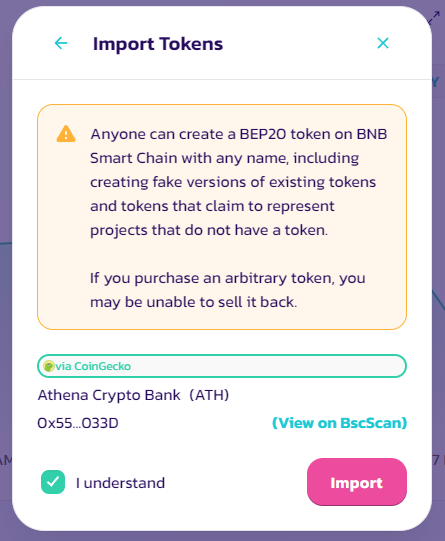 Import Tokens
Anyone can create a BEP20 token on BNB
Smart Chain with any name, including
creating fake versions of existing tokens
and tokens that claim to represent
projects that do not have a token.
If you purchase an arbitrary token, you
may be unable to sell it back.
via CoinGecko
Athena Crypto Bank (ATH)
0x55...033D (View on BscScan)
I understand Import